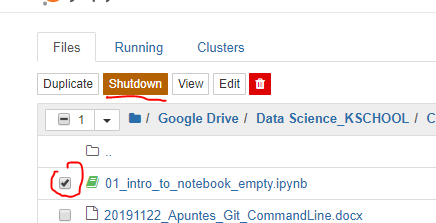 Files Running Clusters
Duplicate Shutdown View Edit
1 / Google Drive / Data Science_KSCHOOL / C
..
01_intro_to_notebook_empty.ipynb
20191122_Apuntes_Git_CommandLine.docx